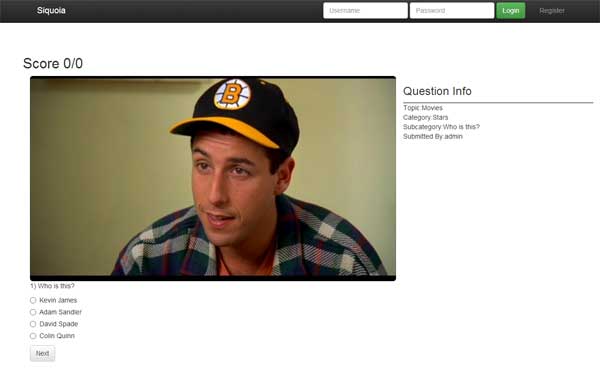 Siquoia Username Password Login Register
Score 0/0
B
Question Info
Topic:Movies
Category:Stars
Subcategory:Who is this?
Submitted By:admin
1) Who is this?
Kevin James
Adam Sandler
David Spade
Colin Quinn
Next